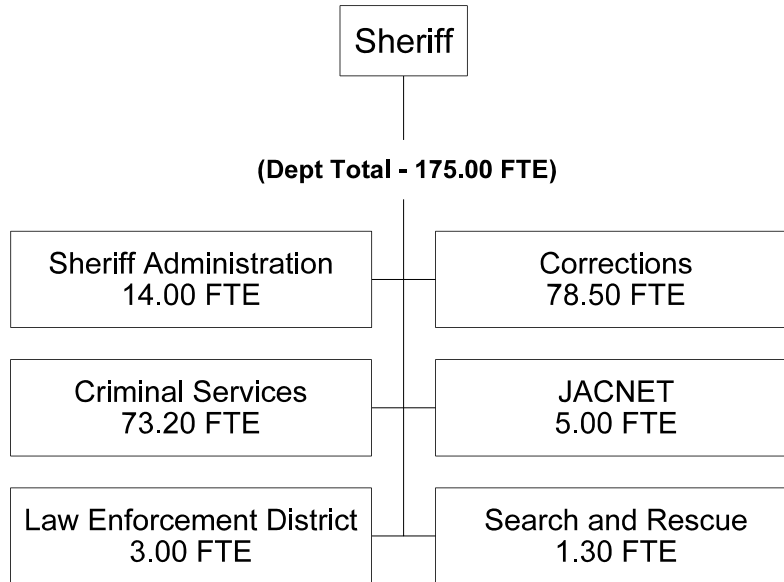 Sheriff
(Dept Total - 175.00 FTE)
Sheriff Administration
14.00 FTE
Corrections
78.50 FTE
Criminal Services
73.20 FTE
JACNET
5.00 FTE
Law Enforcement District
3.00 FTE
Search and Rescue
1.30 FTE